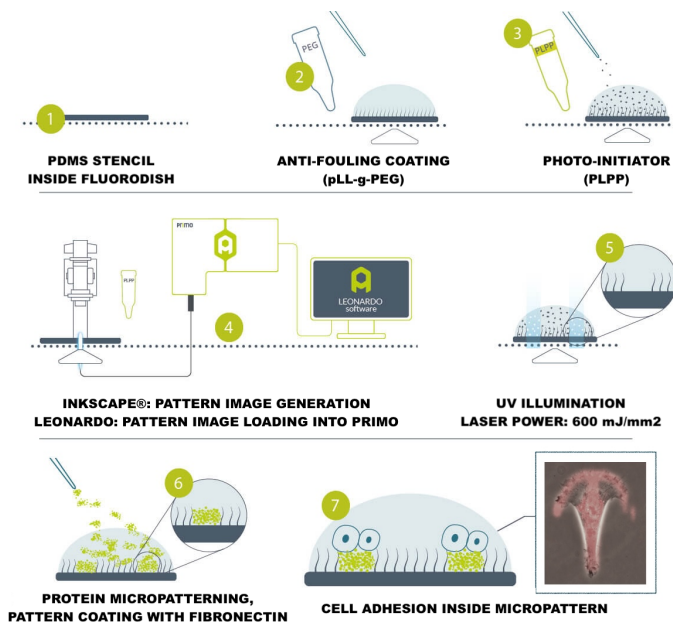 1
PDMS STENCIL
INSIDE FLUORODISH
PEG
2
ANTI-FOULING COATING
(pLL-g-PEG)
3
PLPP
PHOTO-INITIATOR
(PLPP)
PLPP
primo
4
LEONARDO
software
INKSCAPE®: PATTERN IMAGE GENERATION
LEONARDO: PATTERN IMAGE LOADING INTO PRIMO
5
UV ILLUMINATION
LASER POWER: 600 mJ/mm2
6
PROTEIN MICROPATTERNING,
PATTERN COATING WITH FIBRONECTIN
7
CELL ADHESION INSIDE MICROPATTERN